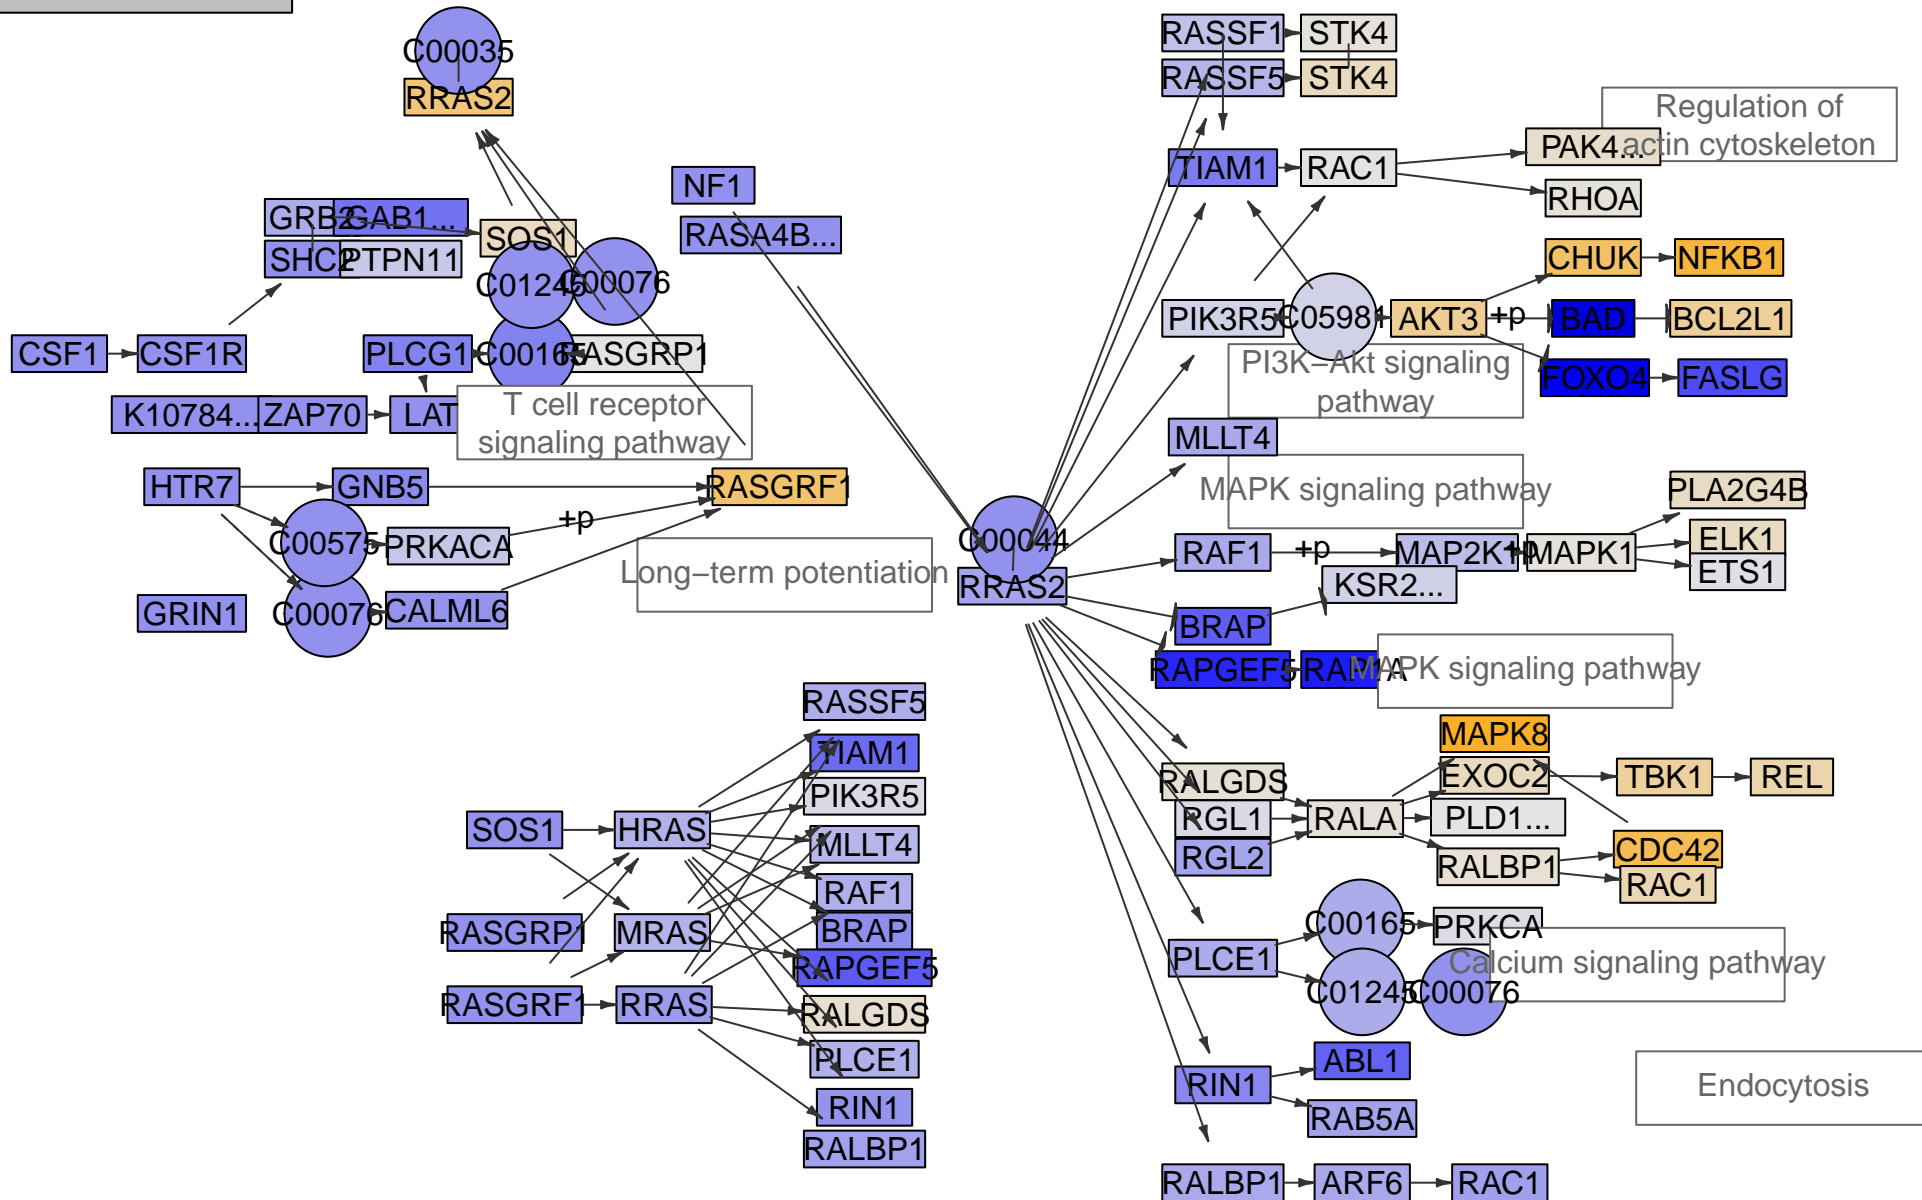 C00035
RRAS2
NF1
RASA4B...
GRB2
GAB1...
SOS1
SHC2
PTPN11
C01245
C00076
CSF1
CSF1R
PLCG1
C00165
RASGRP1
K10784...
ZAP70
LAT
T cell receptor
signaling pathway
HTR7
GNB5
RASGRF1
+p
C00575
PRKACA
Long−term potentiation
GRIN1
C00076
CALML6
C00044
RRAS2
RASSF1
STK4
RASSF5
STK4
Regulation of
actin cytoskeleton
PAK4...
TIAM1
RAC1
RHOA
CHUK
NFKB1
PIK3R5
C05981
AKT3
+p
BAD
BCL2L1
FOXO4
FASLG
PI3K−Akt signaling
pathway
MLLT4
MAPK signaling pathway
PLA2G4B
RAF1
+p
MAP2K1
+p
MAPK1
ELK1
ETS1
KSR2...
BRAP
RAPGEF5
RAP1A
MAPK signaling pathway
MAPK8
RALGDS
EXOC2
TBK1
REL
RGL1
RALA
PLD1...
RGL2
RALBP1
CDC42
RAC1
C00165
PRKCA
PLCE1
Calcium signaling pathway
C01245
C00076
ABL1
RIN1
RAB5A
Endocytosis
RALBP1
ARF6
RAC1
RASSF5
TIAM1
PIK3R5
SOS1
HRAS
MLLT4
RAF1
RASGRP1
MRAS
BRAP
RAPGEF5
RASGRF1
RRAS
RALGDS
PLCE1
RIN1
RALBP1